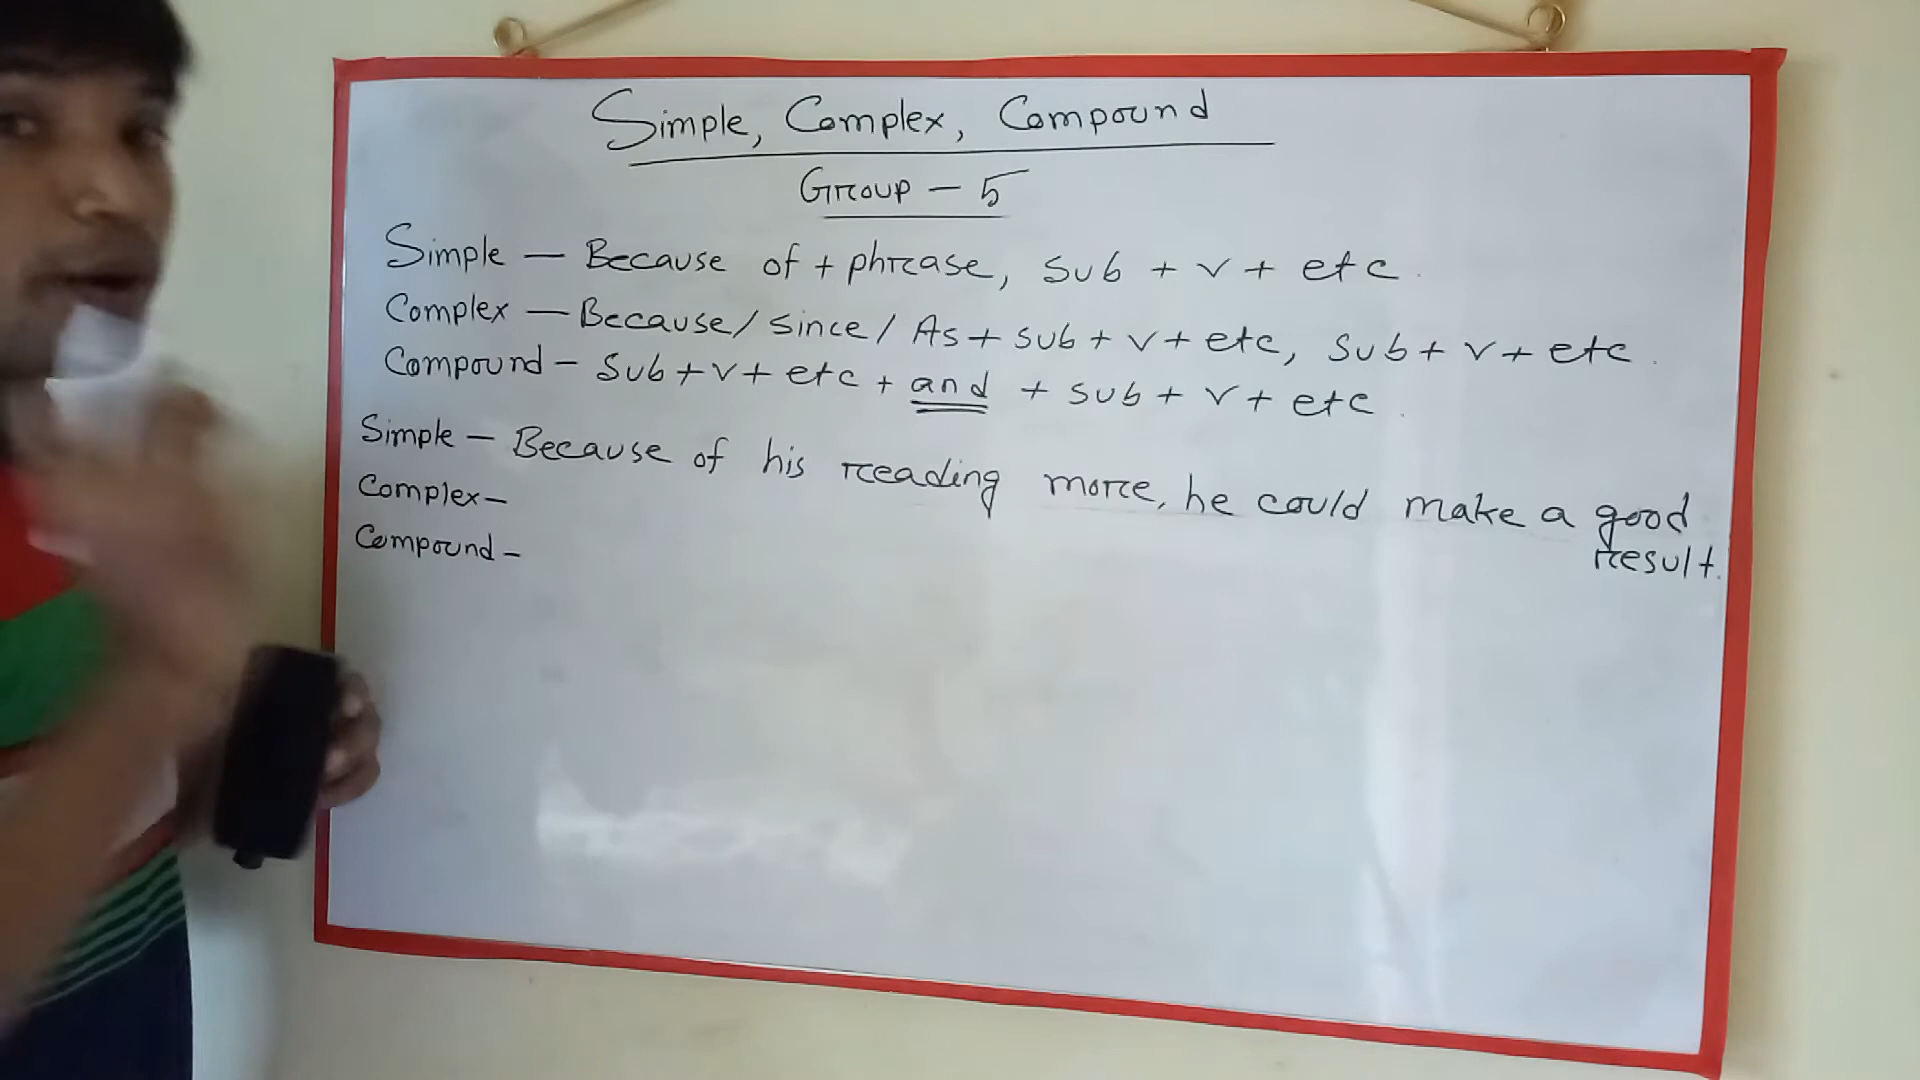 Simple, Complex, Compound
Group - 5
Simple - Because of + phrase, sub + v + etc.
Complex - Because/since/As + sub + v + etc, sub + v + etc.
Compound - Sub + v + etc + and + sub + v + etc.
Simple - Because of his reading more, he could make a good
result.
Complex -
Compound -